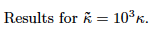 Results for κ̃ = 10³κ.